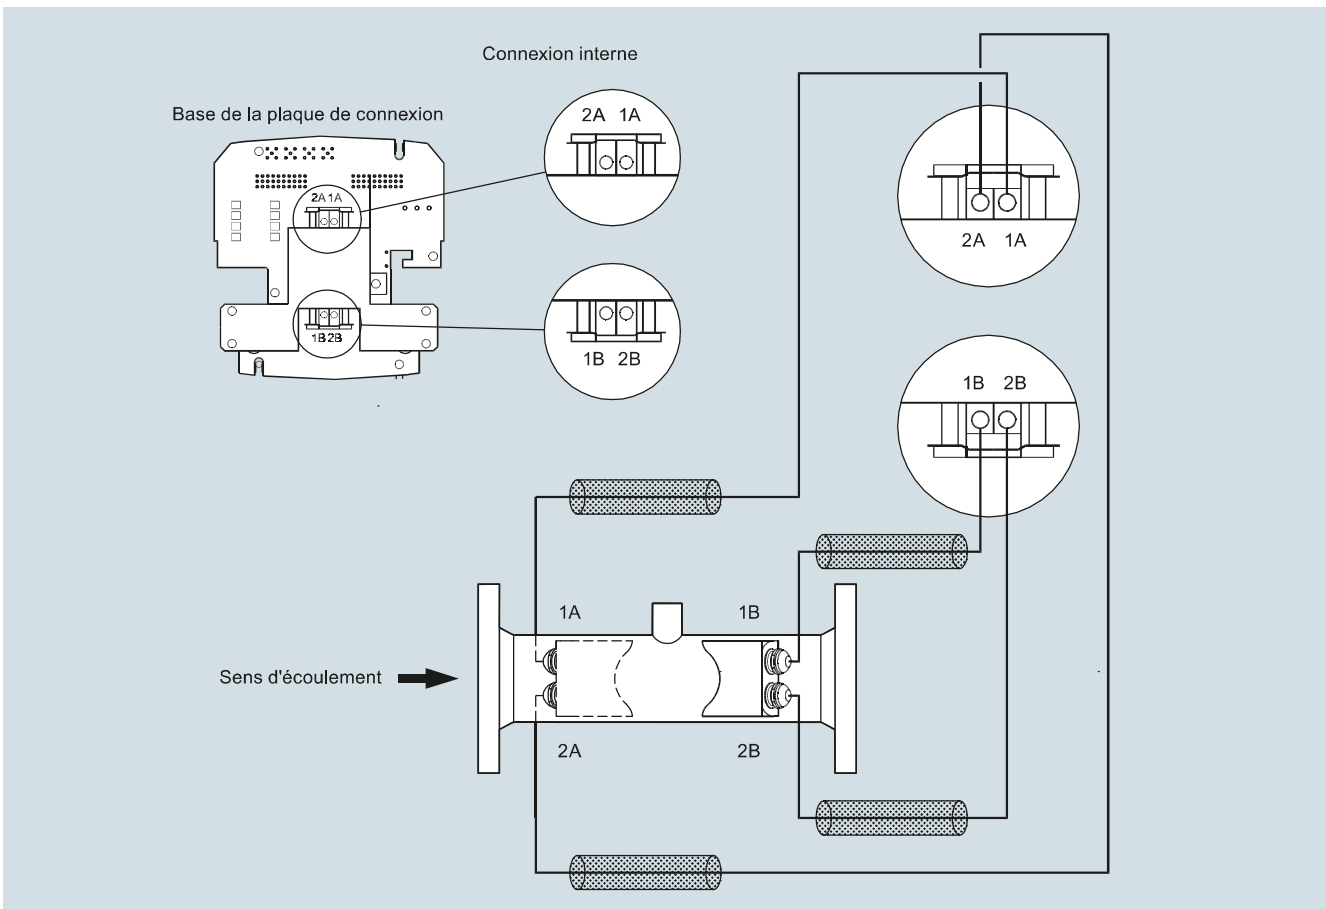 Connexion interne
Base de la plaque de connexion
2A 1A
2A 1A
2A 1A
1B 2B
1B 2B
1B 2B
1A 1B
Sens d'écoulement
2A 2B